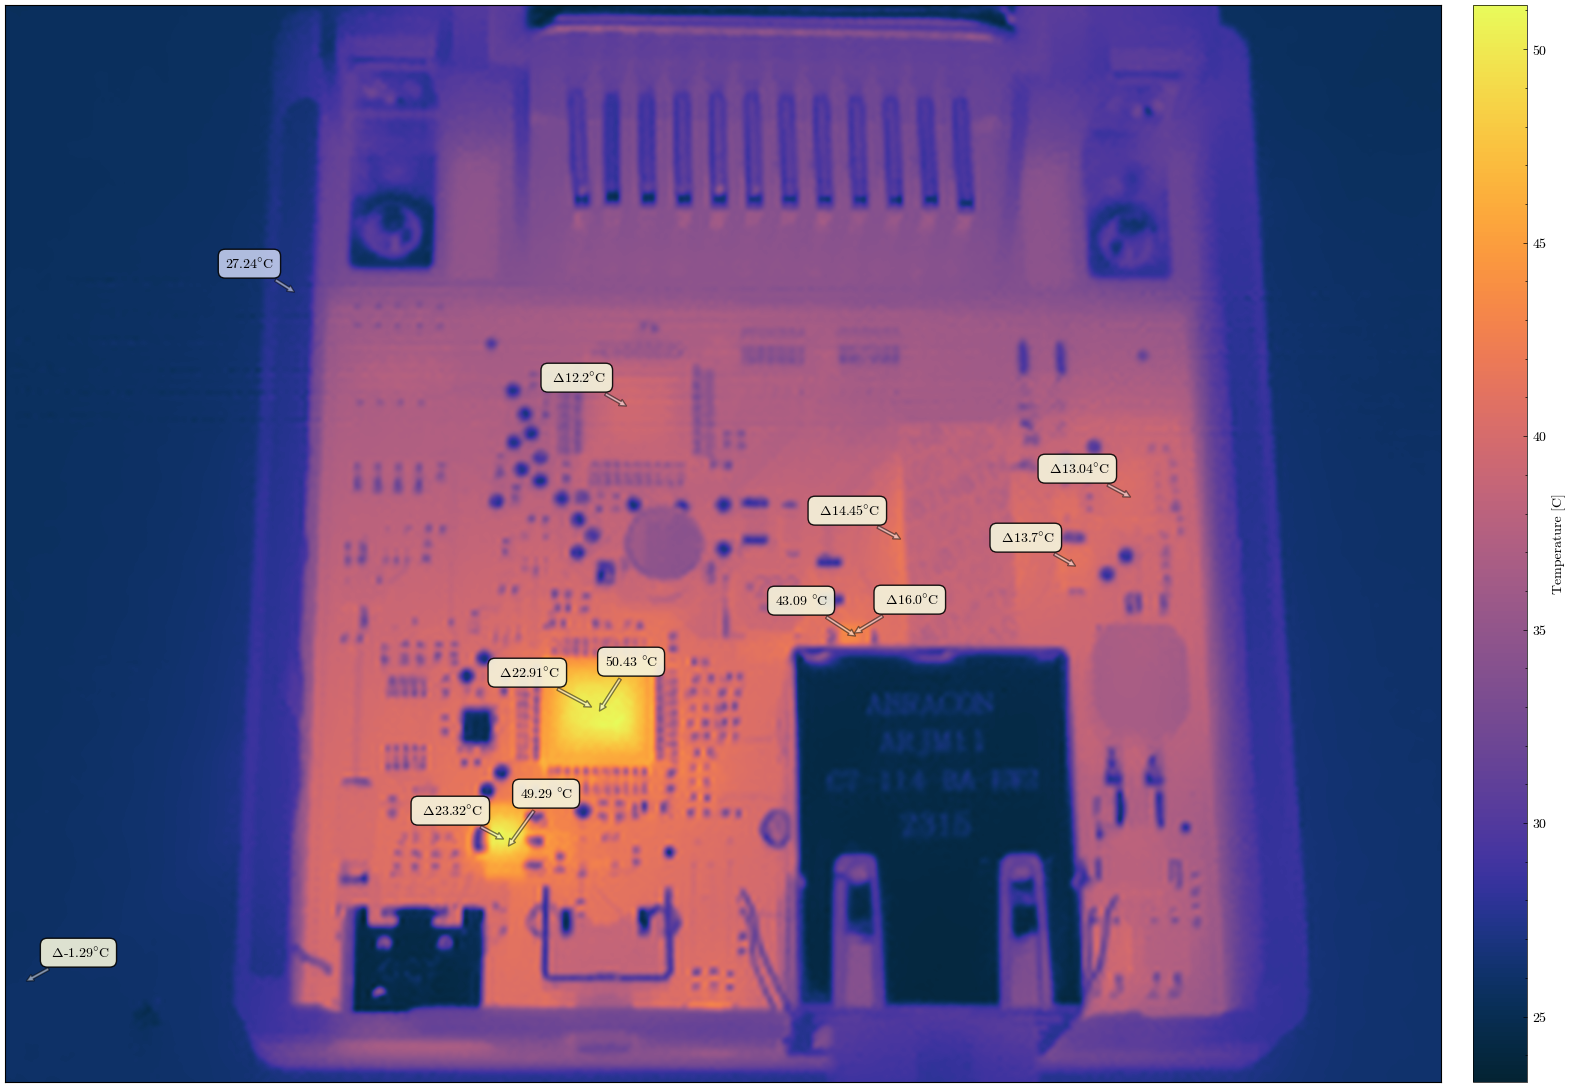 50
27.24°C
45
Δ12.2°C
40
Δ13.04°C
Δ14.45°C
Δ13.7°C
Temperature [C]
43.09 °C
Δ16.0°C
35
Δ22.91°C
50.43 °C
ABRACON
ARJM11
C7-114 BA-EW2
49.29 °C
Δ23.32°C
30
2315
Δ-1.29°C
25